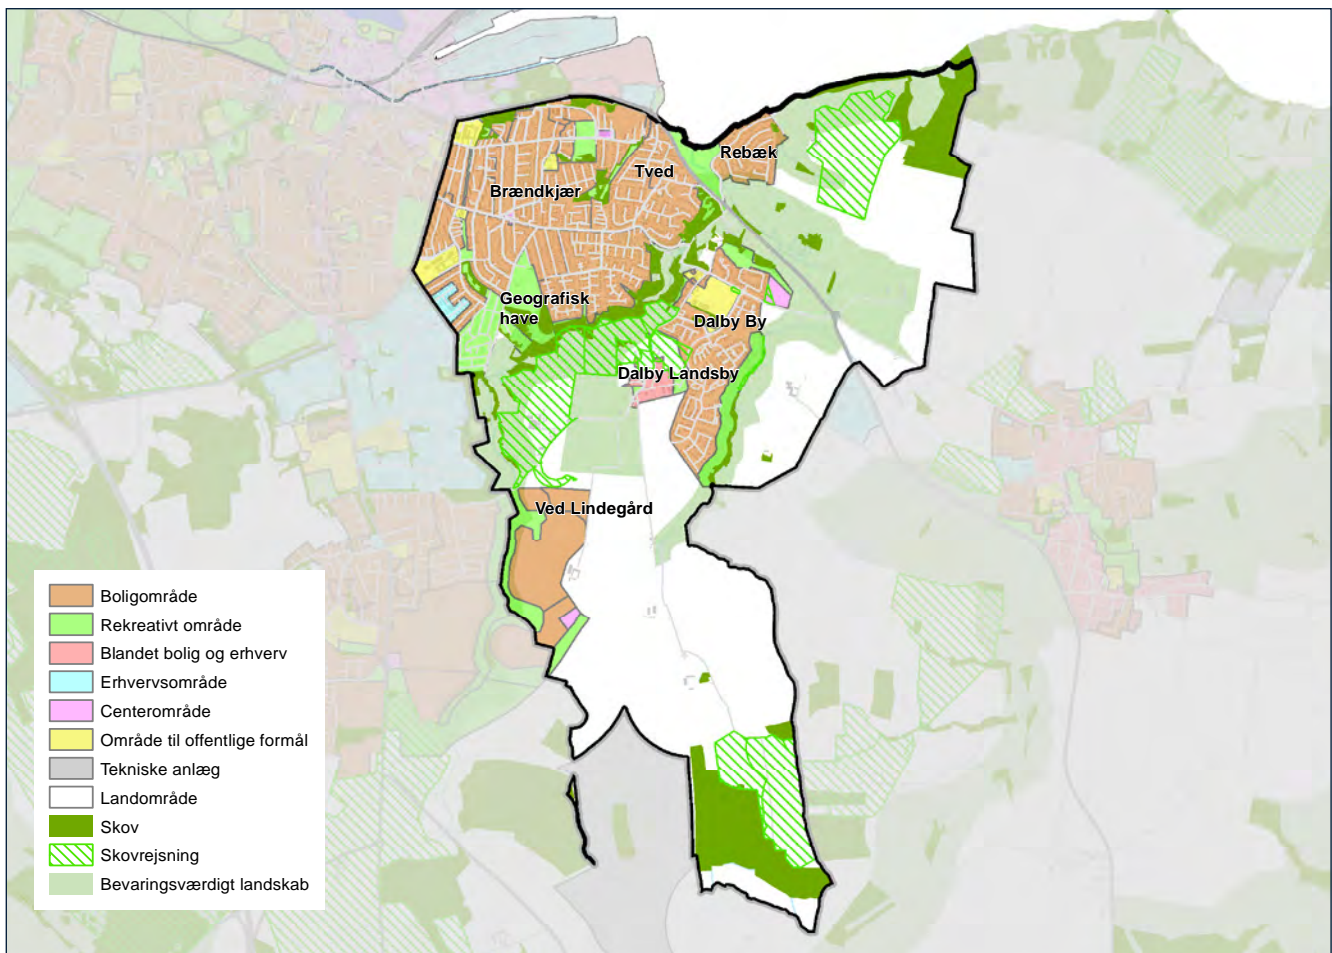 Rebæk
Tved
Brændkjær
Geografisk
have
Dalby By
Dalby Landsby
Ved Lindegård
Boligområde
Rekreativt område
Blandet bolig og erhverv
Erhvervsområde
Centerområde
Område til offentlige formål
Tekniske anlæg
Landområde
Skov
Skovrejsning
Bevaringsværdigt landskab